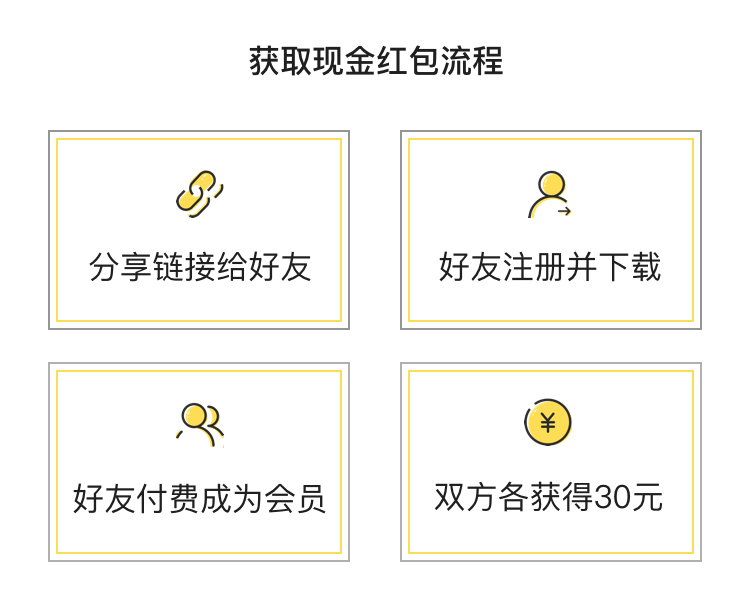 获取现金红包流程
分享链接给好友
好友注册并下载
¥
好友付费成为会员
双方各获得30元